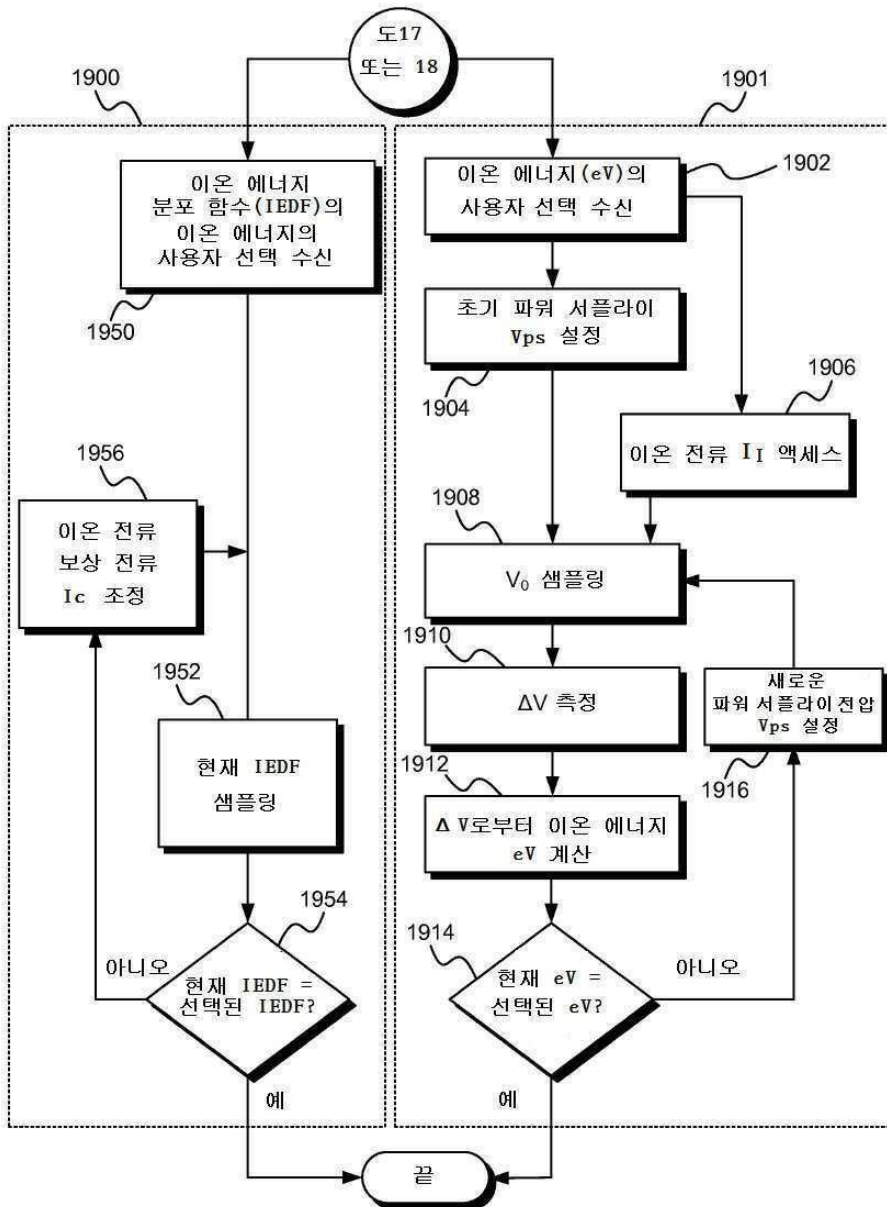 도17
또는 18
1900
1901
이온 에너지
분포 함수(IEDF)의
이온 에너지의
사용자 선택 수신
1950
이온 에너지(eV)의
사용자 선택 수신
1902
초기 파워 서플라이
Vps 설정
1904
1906
이온 전류 II 액세스
1956
이온 전류
보상 전류
Ic 조정
1908
V0 샘플링
1910
ΔV 측정
새로운
파워 서플라이전압
Vps 설정
1916
1952
현재 IEDF
샘플링
1912
ΔV로부터 이온 에너지
eV 계산
1954
현재 IEDF =
선택된 IEDF?
아니오
예
1914
현재 eV =
선택된 eV?
아니오
예
끝